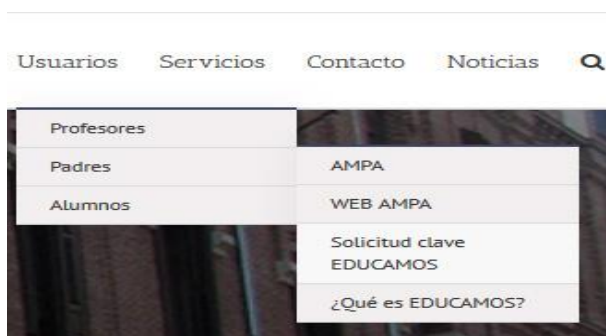 Usuarios Servicios Contacto Noticias
Profesores
Padres
Alumnos
AMPA
WEB AMPA
Solicitud clave
EDUCAMOS
¿Qué es EDUCAMOS?